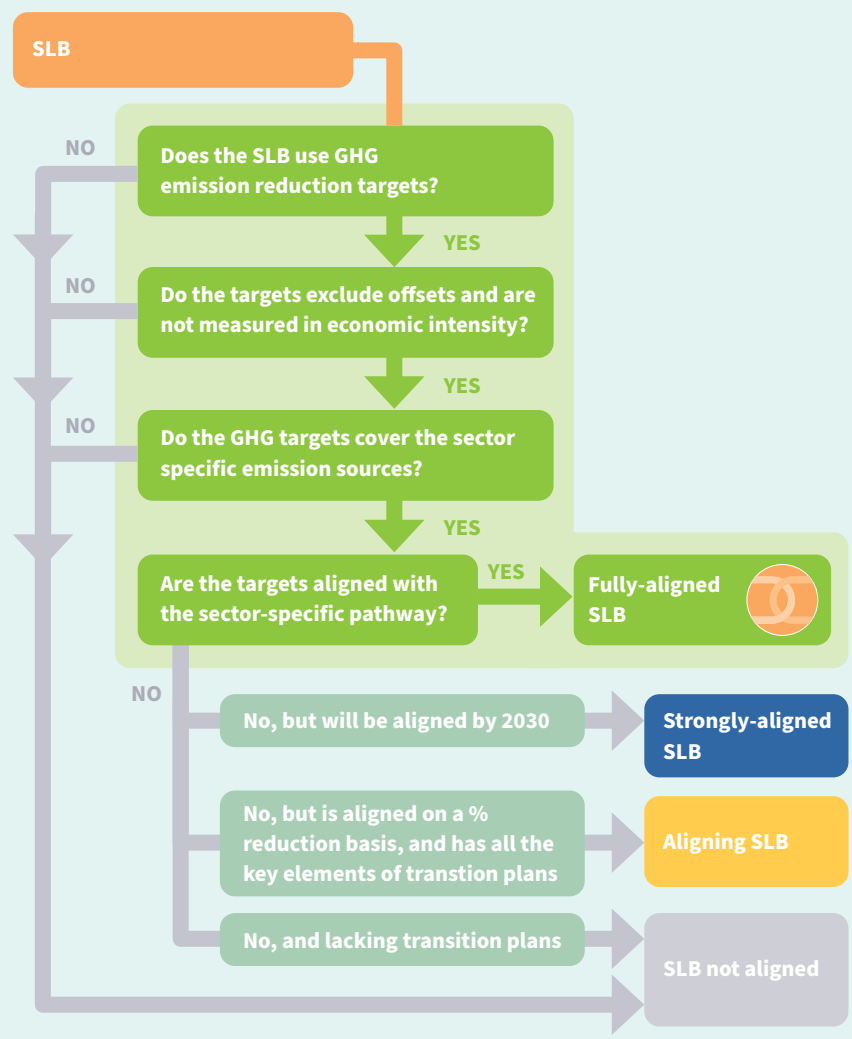 SLB
NO
Does the SLB use GHG
emission reduction targets?
YES
NO
Do the targets exclude offsets and are
not measured in economic intensity?
YES
NO
Do the GHG targets cover the sector
specific emission sources?
YES
Are the targets aligned with
the sector-specific pathway?
YES
Fully-aligned
SLB
NO
No, but will be aligned by 2030
Strongly-aligned
SLB
No, but is aligned on a %
reduction basis, and has all the
key elements of transtion plans
Aligning SLB
No, and lacking transition plans
SLB not aligned